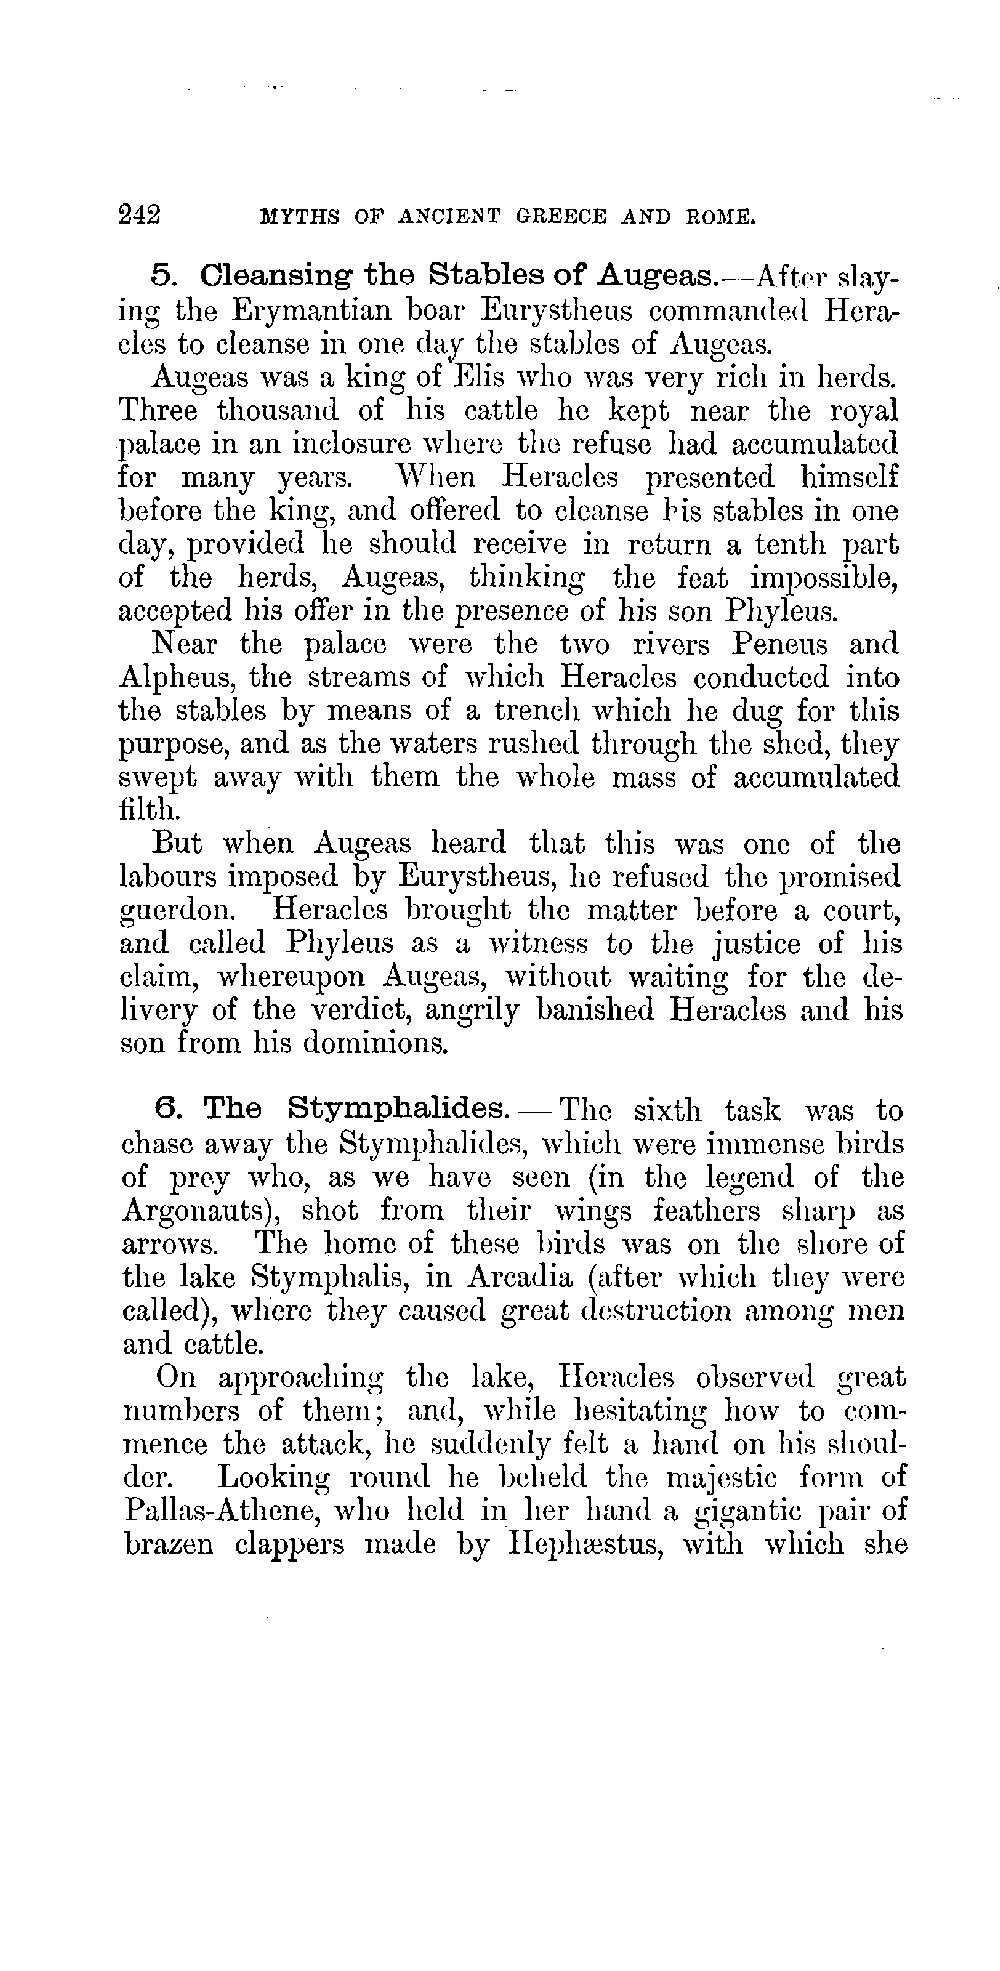 242 MYTHS OF ANCIENT GREECE AND ROME.
5. Cleansing the Stables of Augeas.—After slay-
ing the Erymantian boar Eurystheus commanded Hera-
cles to cleanse in one day the stables of Augeas.
Augeas was a king of Elis who was very rich in herds.
Three thousand of his cattle he kept near the royal
palace in an inclosure where the refuse had accumulated
for many years. When Heracles presented himself
before the king, and offered to cleanse his stables in one
day, provided he should receive in return a tenth part
of the herds, Augeas, thinking the feat impossible,
accepted his offer in the presence of his son Phyleus.
Near the palace were the two rivers Peneus and
Alpheus, the streams of which Heracles conducted into
the stables by means of a trench which he dug for this
purpose, and as the waters rushed through the shed, they
swept away with them the whole mass of accumulated
filth.
But when Augeas heard that this was one of the
labours imposed by Eurystheus, he refused the promised
guerdon. Heracles brought the matter before a court,
and called Phyleus as a witness to the justice of his
claim, whereupon Augeas, without waiting for the de-
livery of the verdict, angrily banished Heracles and his
son from his dominions.
6. The Stymphalides. — The sixth task was to
chase away the Stymphalides, which were immense birds
of prey who, as we have seen (in the legend of the
Argonauts), shot from their wings feathers sharp as
arrows. The home of these birds was on the shore of
the lake Stymphalis, in Arcadia (after which they were
called), where they caused great destruction among men
and cattle.
On approaching the lake, Heracles observed great
numbers of them; and, while hesitating how to com-
mence the attack, he suddenly felt a hand on his shoul-
der. Looking round he beheld the majestic form of
Pallas-Athene, who held in her hand a gigantic pair of
brazen clappers made by Hephæstus, with which she